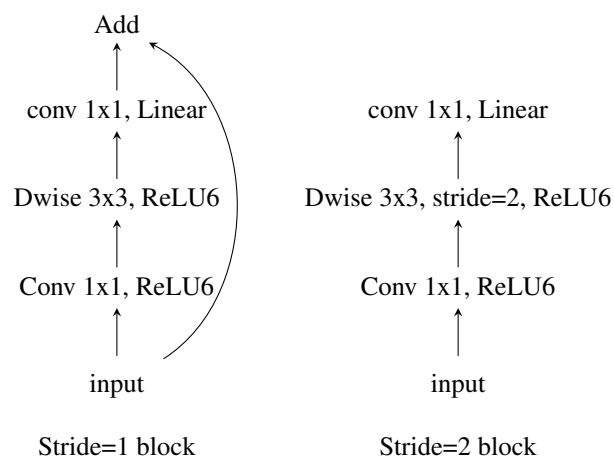 Add
conv 1x1, Linear
Dwise 3x3, ReLU6
Conv 1x1, ReLU6
input
Stride=1 block
conv 1x1, Linear
Dwise 3x3, stride=2, ReLU6
Conv 1x1, ReLU6
input
Stride=2 block